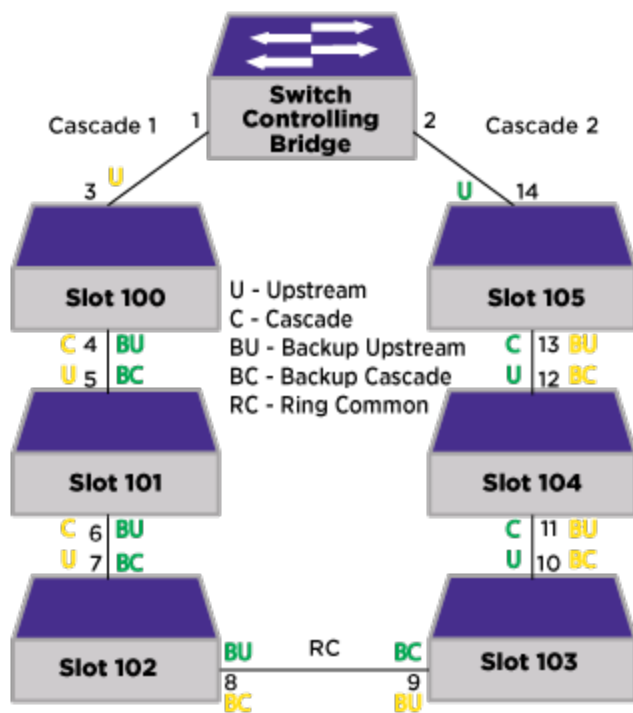 Switch
Controlling
Bridge
Cascade 1
1
2
Cascade 2
3
U
U
14
Slot 100
Slot 105
U - Upstream
C - Cascade
BU - Backup Upstream
BC - Backup Cascade
RC - Ring Common
C 4 BU
U 5 BC
C 13 BU
U 12 BC
Slot 101
Slot 104
C 6 BU
U 7 BC
C 11 BU
U 10 BC
Slot 102
Slot 103
BU RC BC
8 9
BC BU